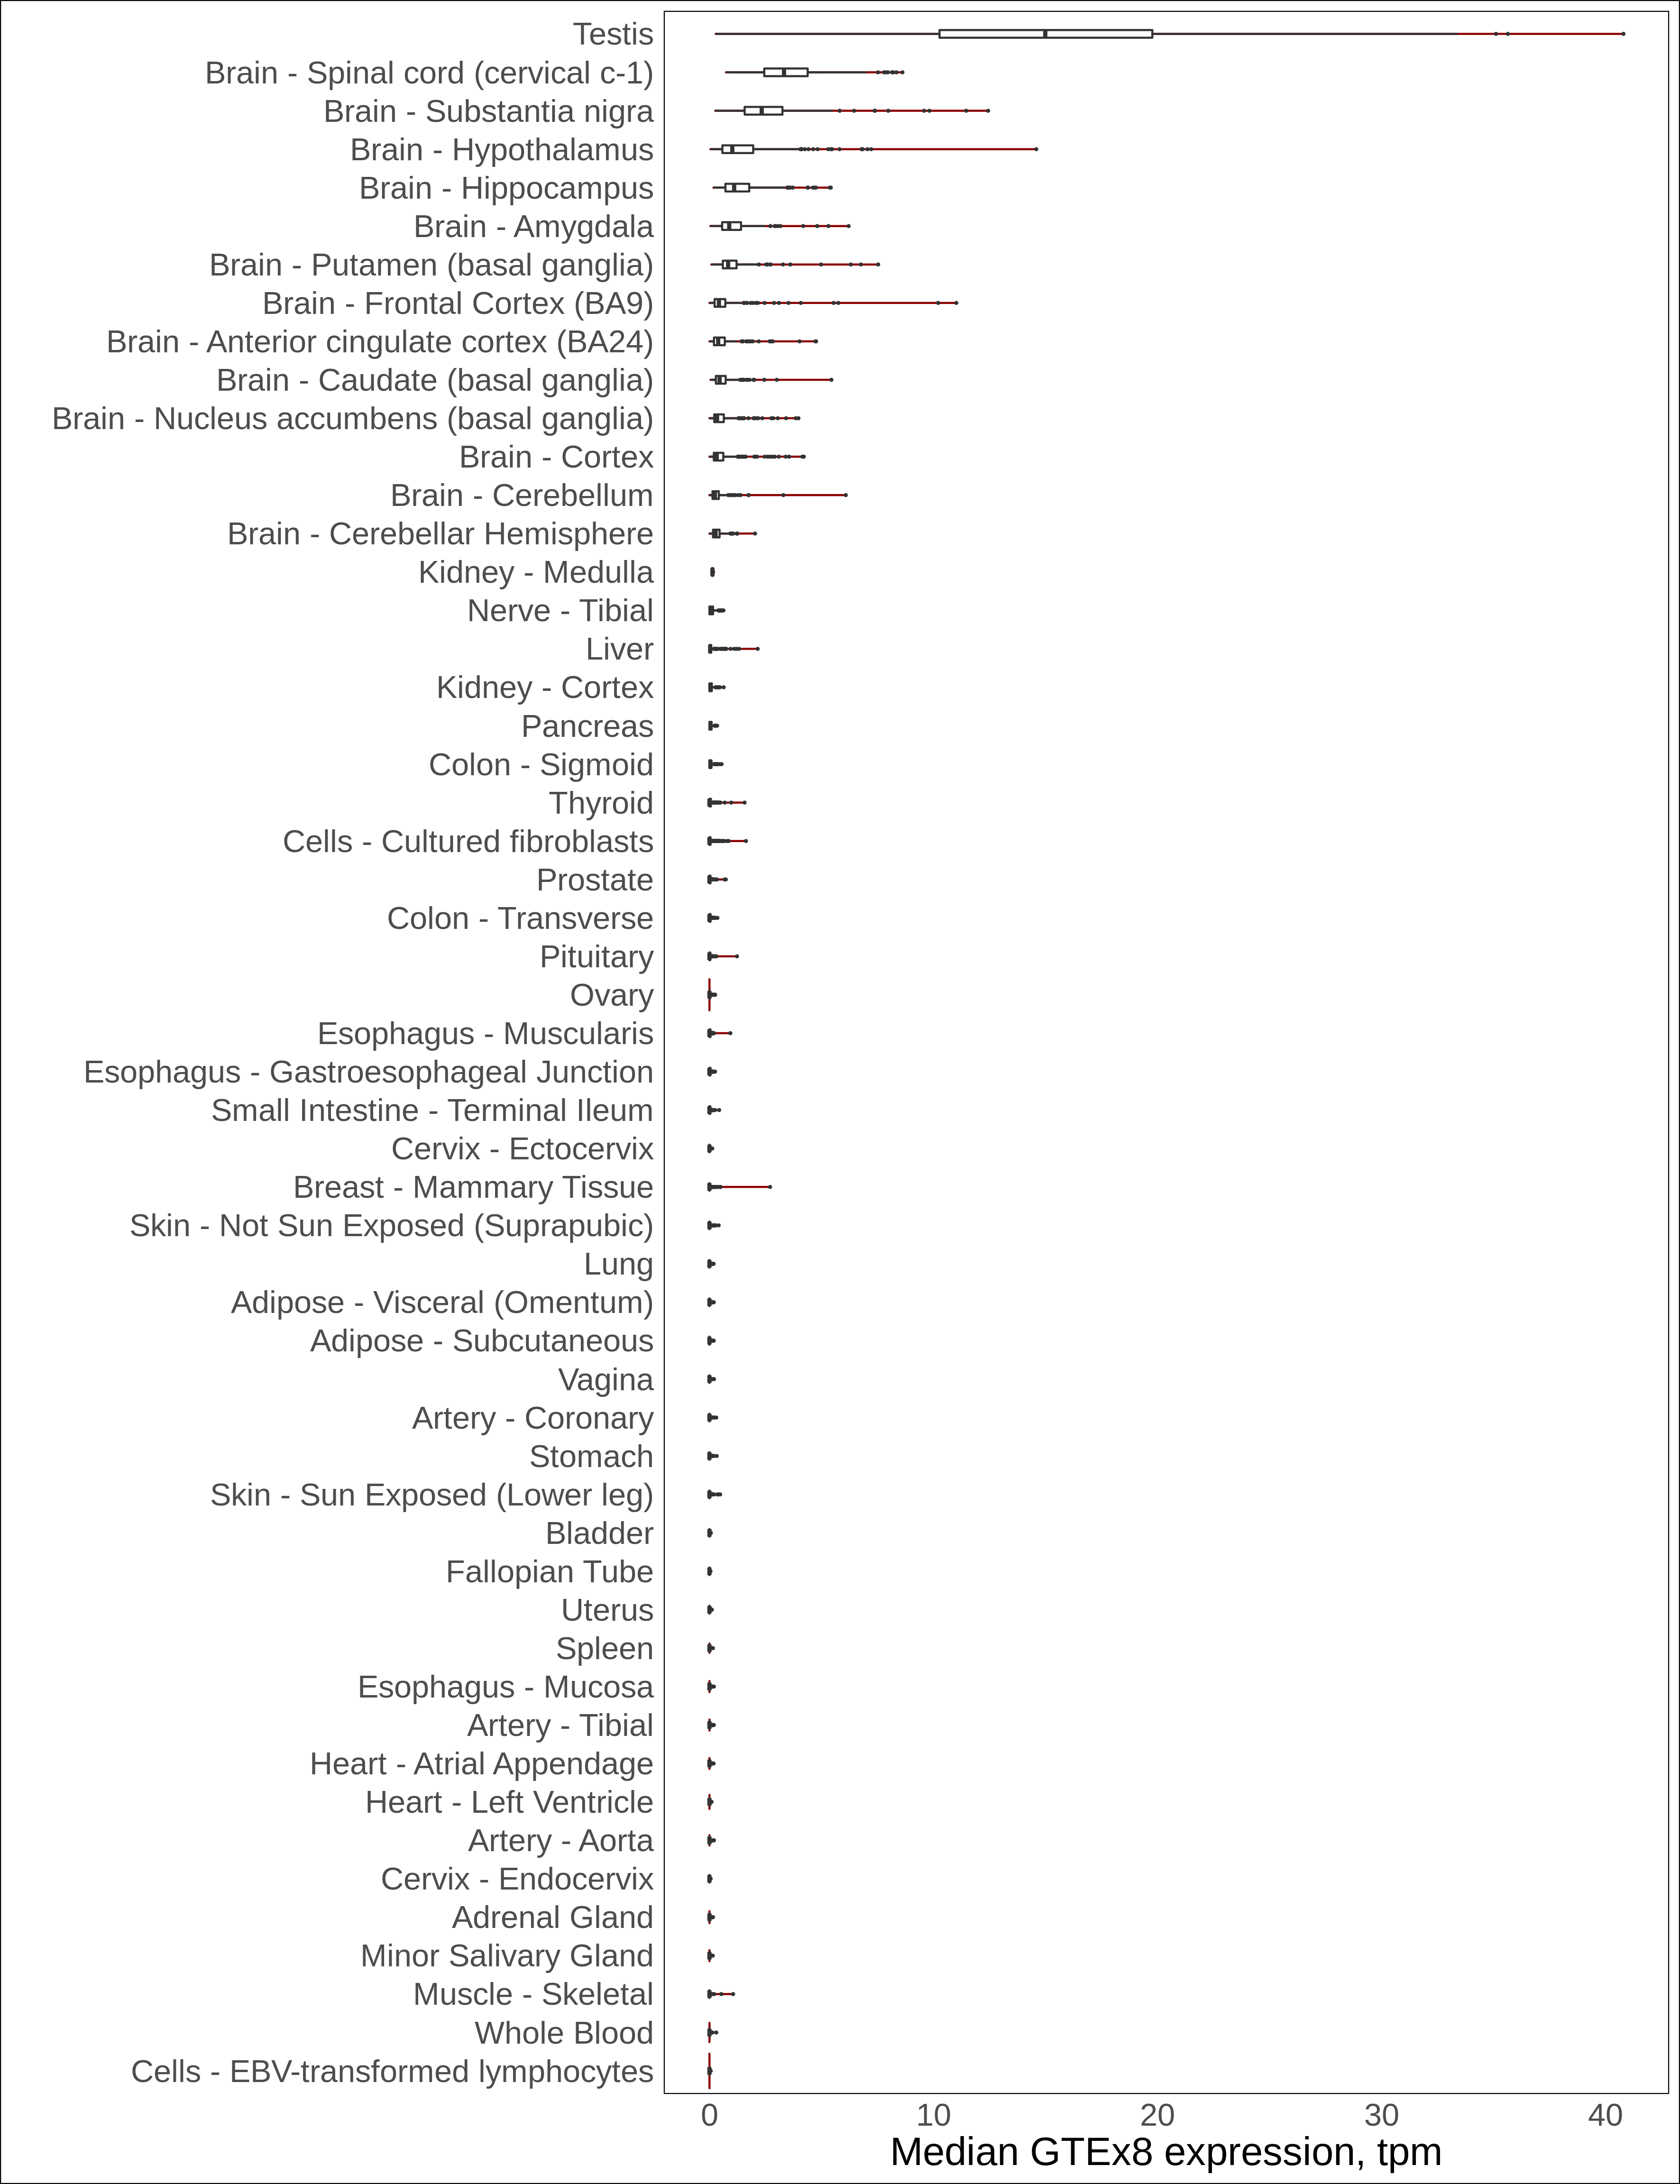 Testis
Brain - Spinal cord (cervical c-1)
Brain - Substantia nigra
Brain - Hypothalamus
Brain - Hippocampus
Brain - Amygdala
Brain - Putamen (basal ganglia)
Brain - Frontal Cortex (BA9)
Brain - Anterior cingulate cortex (BA24)
Brain - Caudate (basal ganglia)
Brain - Nucleus accumbens (basal ganglia)
Brain - Cortex
Brain - Cerebellum
Brain - Cerebellar Hemisphere
Kidney - Medulla
Nerve - Tibial
Liver
Kidney - Cortex
Pancreas
Colon - Sigmoid
Thyroid
Cells - Cultured fibroblasts
Prostate
Colon - Transverse
Pituitary
Ovary
Esophagus - Muscularis
Esophagus - Gastroesophageal Junction
Small Intestine - Terminal Ileum
Cervix - Ectocervix
Breast - Mammary Tissue
Skin - Not Sun Exposed (Suprapubic)
Lung
Adipose - Visceral (Omentum)
Adipose - Subcutaneous
Vagina
Artery - Coronary
Stomach
Skin - Sun Exposed (Lower leg)
Bladder
Fallopian Tube
Uterus
Spleen
Esophagus - Mucosa
Artery - Tibial
Heart - Atrial Appendage
Heart - Left Ventricle
Artery - Aorta
Cervix - Endocervix
Adrenal Gland
Minor Salivary Gland
Muscle - Skeletal
Whole Blood
Cells - EBV-transformed lymphocytes
0 10 20 30 40
Median GTEx8 expression, tpm